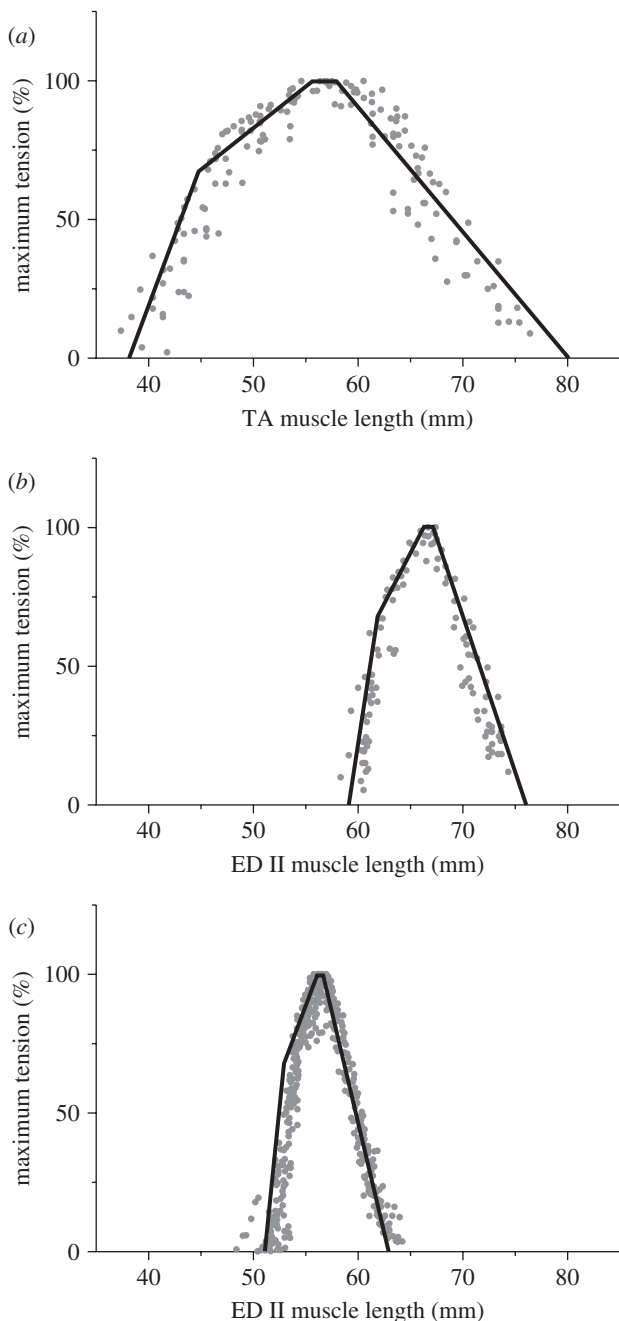 (a)
100
50
0
maximum tension (%)
40 50 60 70 80
TA muscle length (mm)
(b)
100
50
0
maximum tension (%)
40 50 60 70 80
ED II muscle length (mm)
(c)
100
50
0
maximum tension (%)
40 50 60 70 80
ED II muscle length (mm)